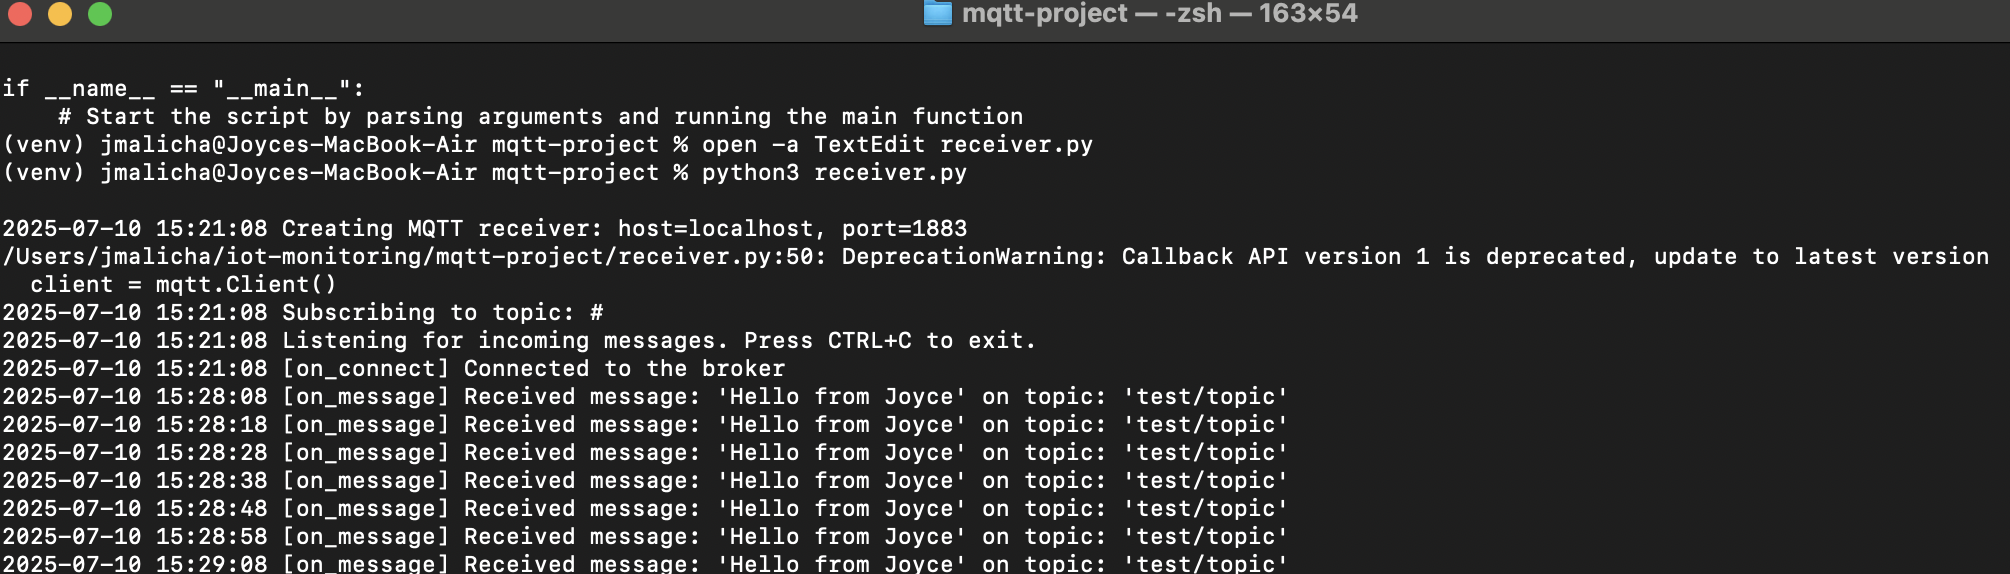 mqtt-project — -zsh — 163×54
if __name__ == "__main__":
    # Start the script by parsing arguments and running the main function
(venv) jmalicha@Joyces-MacBook-Air mqtt-project % open -a TextEdit receiver.py
(venv) jmalicha@Joyces-MacBook-Air mqtt-project % python3 receiver.py
2025-07-10 15:21:08 Creating MQTT receiver: host=localhost, port=1883
/Users/jmalicha/iot-monitoring/mqtt-project/receiver.py:50: DeprecationWarning: Callback API version 1 is deprecated, update to latest version
  client = mqtt.Client()
2025-07-10 15:21:08 Subscribing to topic: #
2025-07-10 15:21:08 Listening for incoming messages. Press CTRL+C to exit.
2025-07-10 15:21:08 [on_connect] Connected to the broker
2025-07-10 15:28:08 [on_message] Received message: 'Hello from Joyce' on topic: 'test/topic'
2025-07-10 15:28:18 [on_message] Received message: 'Hello from Joyce' on topic: 'test/topic'
2025-07-10 15:28:28 [on_message] Received message: 'Hello from Joyce' on topic: 'test/topic'
2025-07-10 15:28:38 [on_message] Received message: 'Hello from Joyce' on topic: 'test/topic'
2025-07-10 15:28:48 [on_message] Received message: 'Hello from Joyce' on topic: 'test/topic'
2025-07-10 15:28:58 [on_message] Received message: 'Hello from Joyce' on topic: 'test/topic'
2025-07-10 15:29:08 [on_message] Received message: 'Hello from Joyce' on topic: 'test/topic'